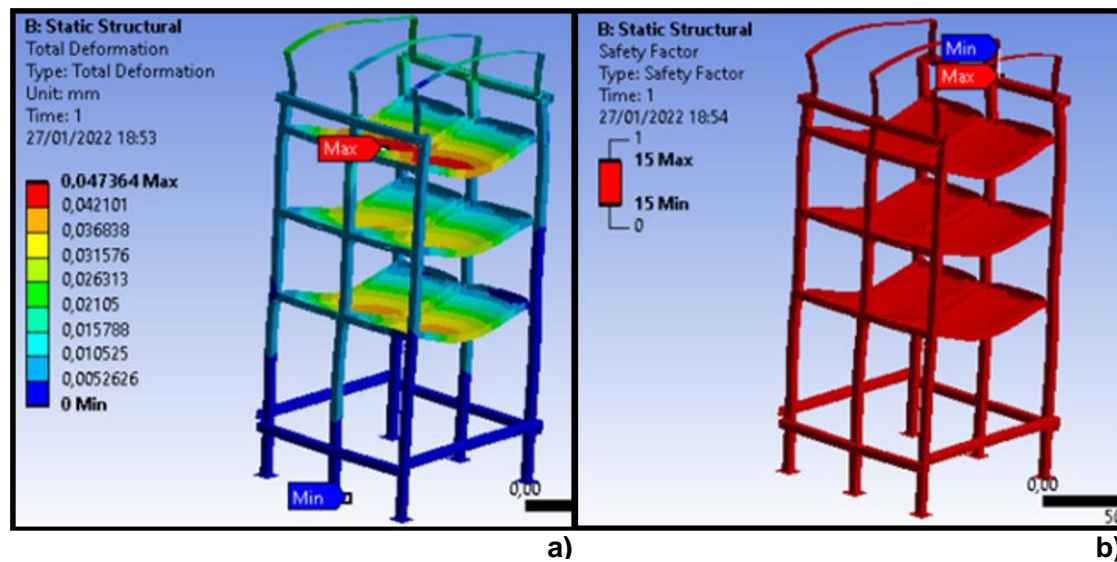 B: Static Structural
Total Deformation
Type: Total Deformation
Unit: mm
Time: 1
27/01/2022 18:53
0,047364 Max
0,042101
0,036838
0,031576
0,026313
0,02105
0,015788
0,010525
0,0052626
0 Min
Max
Min
0,00
a)
B: Static Structural
Safety Factor
Type: Safety Factor
Time: 1
27/01/2022 18:54
1
15 Max
15 Min
0
Min
Max
0,00
b)